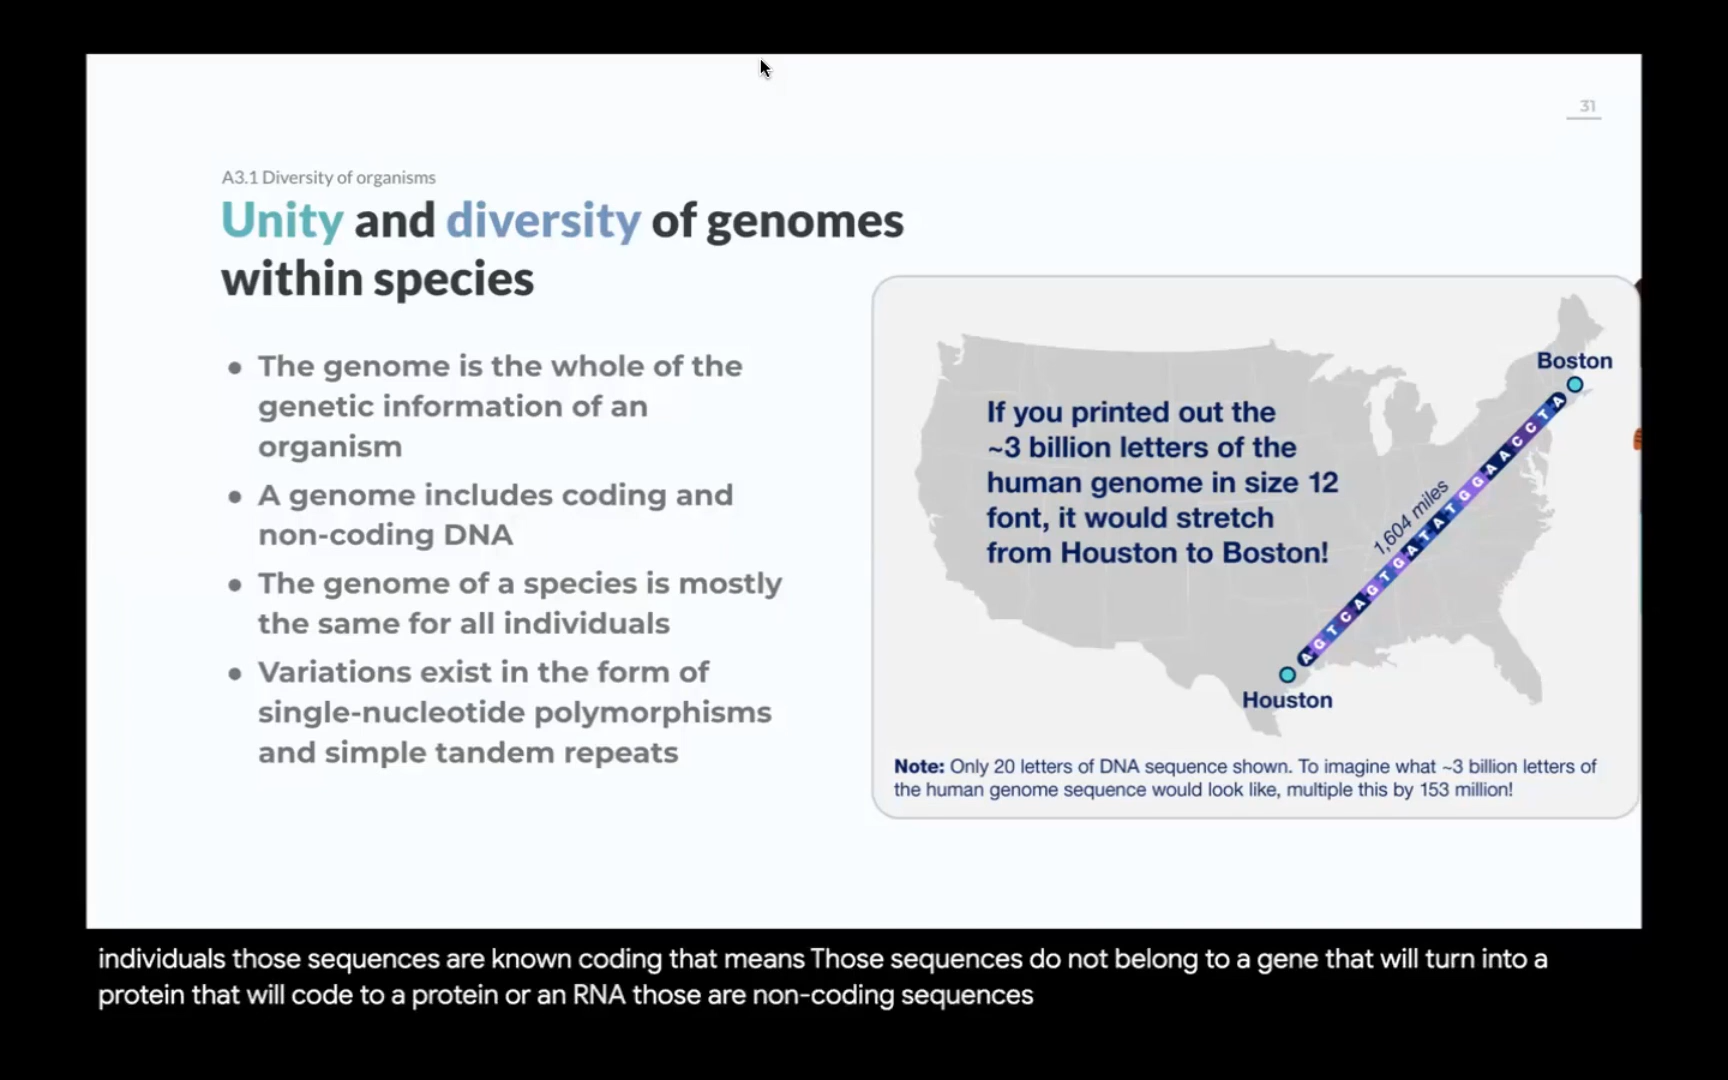 31
A3.1 Diversity of organisms
Unity and diversity of genomes
within species
● The genome is the whole of the
genetic information of an
organism
● A genome includes coding and
non-coding DNA
● The genome of a species is mostly
the same for all individuals
● Variations exist in the form of
single-nucleotide polymorphisms
and simple tandem repeats
If you printed out the
~3 billion letters of the
human genome in size 12
font, it would stretch
from Houston to Boston!
Boston
1,604 miles
AGTCAGTGATATGGAACCTA
Houston
Note: Only 20 letters of DNA sequence shown. To imagine what ~3 billion letters of
the human genome sequence would look like, multiple this by 153 million!
individuals those sequences are known coding that means Those sequences do not belong to a gene that will turn into a
protein that will code to a protein or an RNA those are non-coding sequences